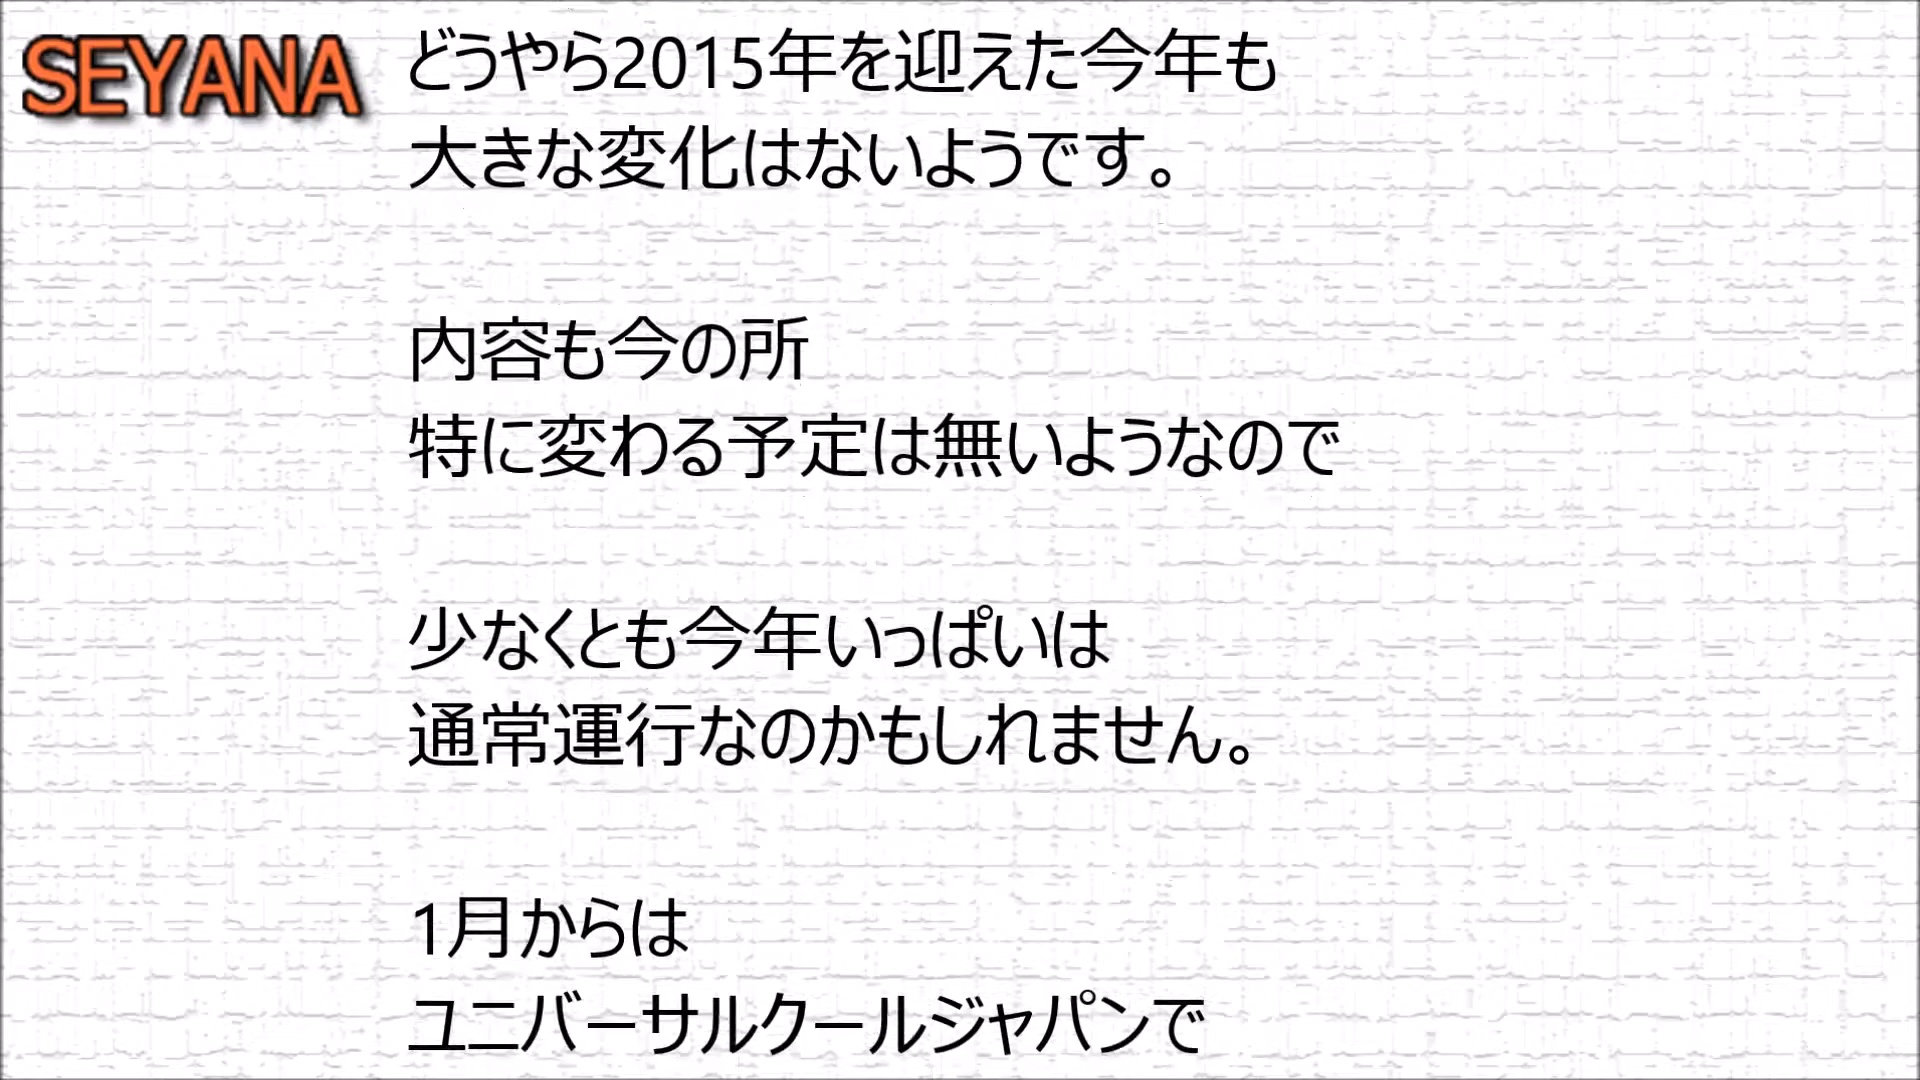 SEYANA
どうやら2015年を迎えた今年も
大きな変化はないようです。
内容も今の所
特に変わる予定は無いようなので
少なくとも今年いっぱいは
通常運行なのかもしれません。
1月からは
ユニバーサルクールジャパンで